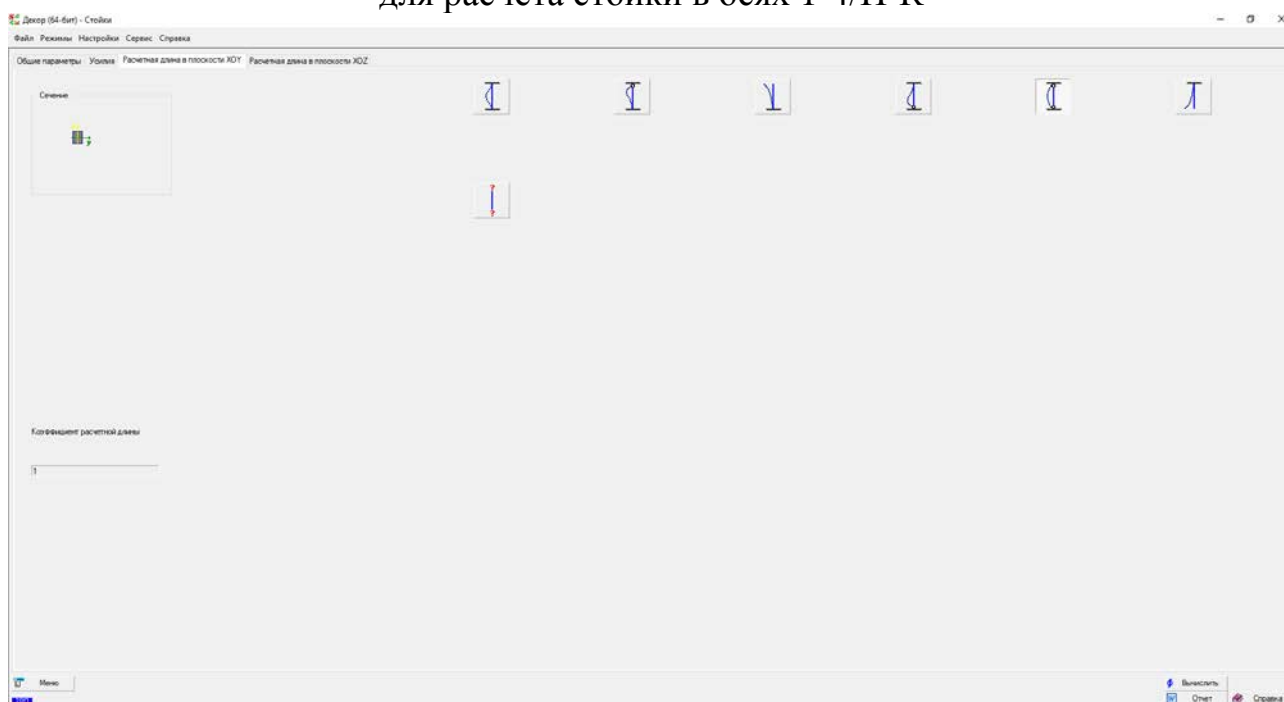 для расчета стойки в осях 1-4/И-К
Декор (64-бит) - Стойки
Файл Режимы Настройки Сервис Справка
Общие параметры Усилия Расчетная длина в плоскости XOY Расчетная длина в плоскости XOZ
Сечение
y
?
?
Коэффициент расчетной длины
1
Меню
Вычислить
Отчет Справка